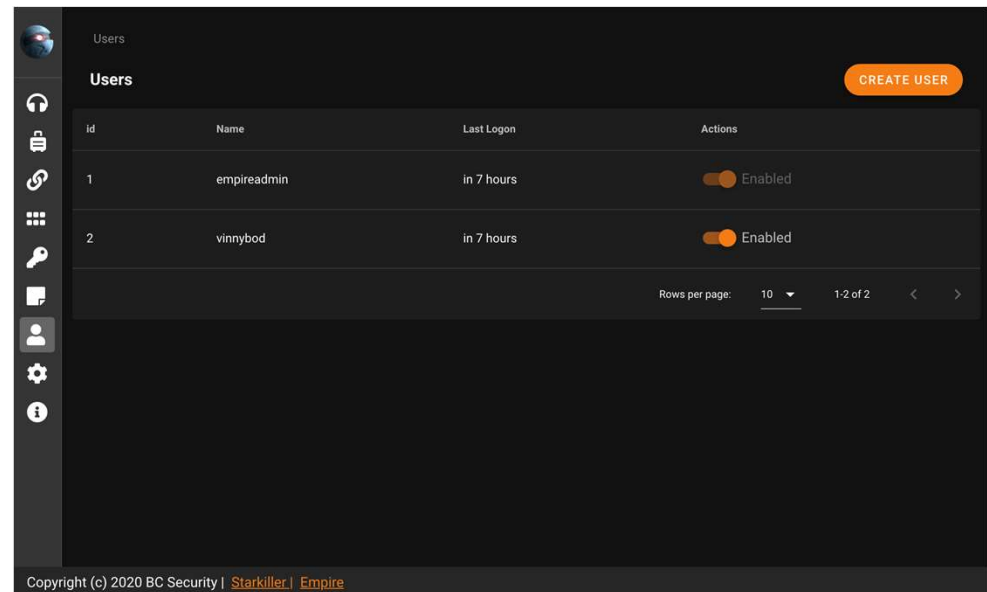 Users
Users
CREATE USER
id Name Last Logon Actions
1 empireadmin in 7 hours Enabled
2 vinnybod in 7 hours Enabled
Rows per page: 10 1-2 of 2
Copyright (c) 2020 BC Security | Starkiller | Empire